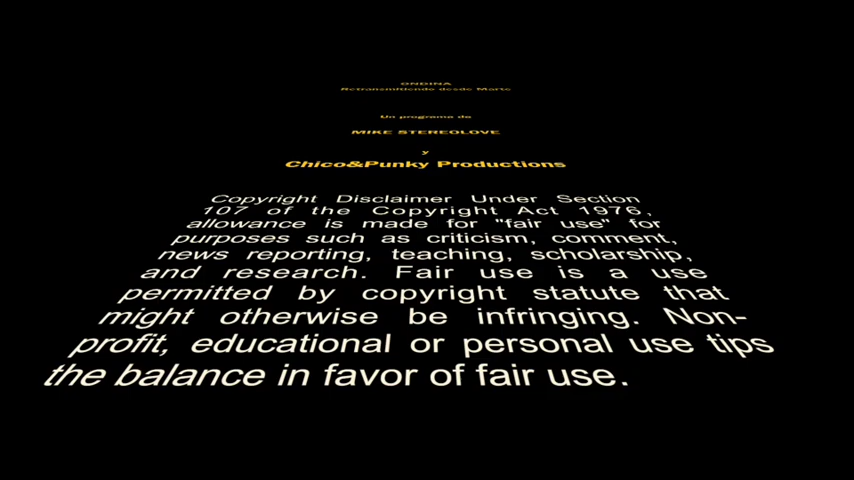 ONDINA
Retransmitiendo desde Marte
Un programa de
MIKE STEREOLOVE
y
Chico&Punky Productions
Copyright Disclaimer Under Section
107 of the Copyright Act 1976,
allowance is made for "fair use" for
purposes such as criticism, comment,
news reporting, teaching, scholarship,
and research. Fair use is a use
permitted by copyright statute that
might otherwise be infringing. Non-
profit, educational or personal use tips
the balance in favor of fair use.